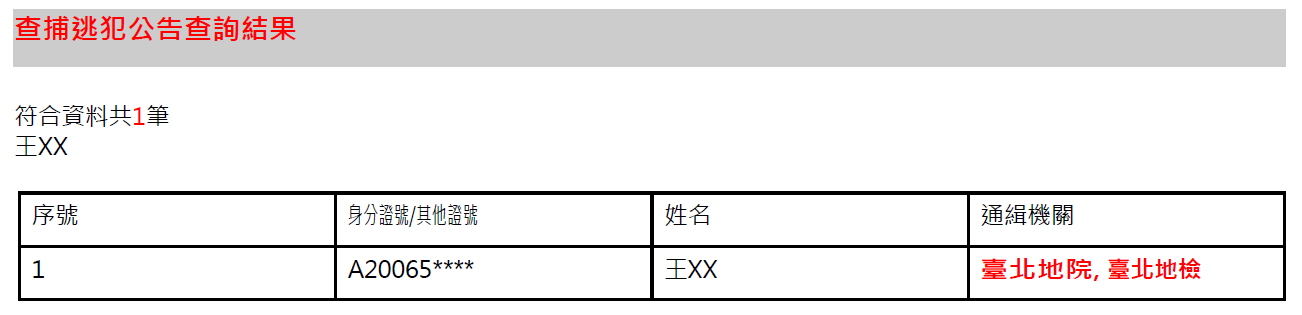 查捕逃犯公告查詢結果
符合資料共1筆
王XX
序號 身分證號/其他證號 姓名 通緝機關
1 A20065**** 王XX 臺北地院, 臺北地檢